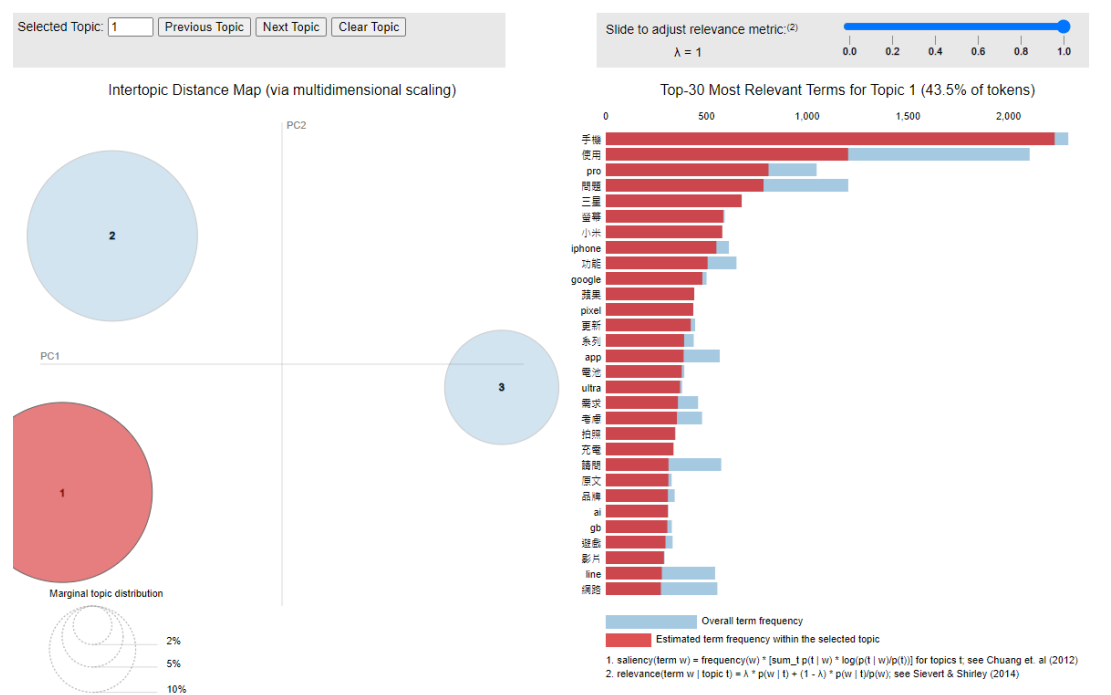 Selected Topic: 1 Previous Topic Next Topic Clear Topic
Slide to adjust relevance metric:(2)
λ = 1
0.0 0.2 0.4 0.6 0.8 1.0
Intertopic Distance Map (via multidimensional scaling)
PC2
PC1
2
3
1
Marginal topic distribution
2%
5%
10%
Top-30 Most Relevant Terms for Topic 1 (43.5% of tokens)
0 500 1,000 1,500 2,000
手機
使用
pro
問題
三星
螢幕
小米
iphone
功能
google
蘋果
pixel
更新
系列
app
電池
ultra
需求
考慮
拍照
充電
請問
原文
品牌
ai
gb
遊戲
影片
line
網路
Overall term frequency
Estimated term frequency within the selected topic
1. saliency(term w) = frequency(w) * [sum_t p(t | w) * log(p(t | w)/p(t))] for topics t; see Chuang et. al (2012)
2. relevance(term w | topic t) = λ * p(w | t) + (1 - λ) * p(w | t)/p(w); see Sievert & Shirley (2014)